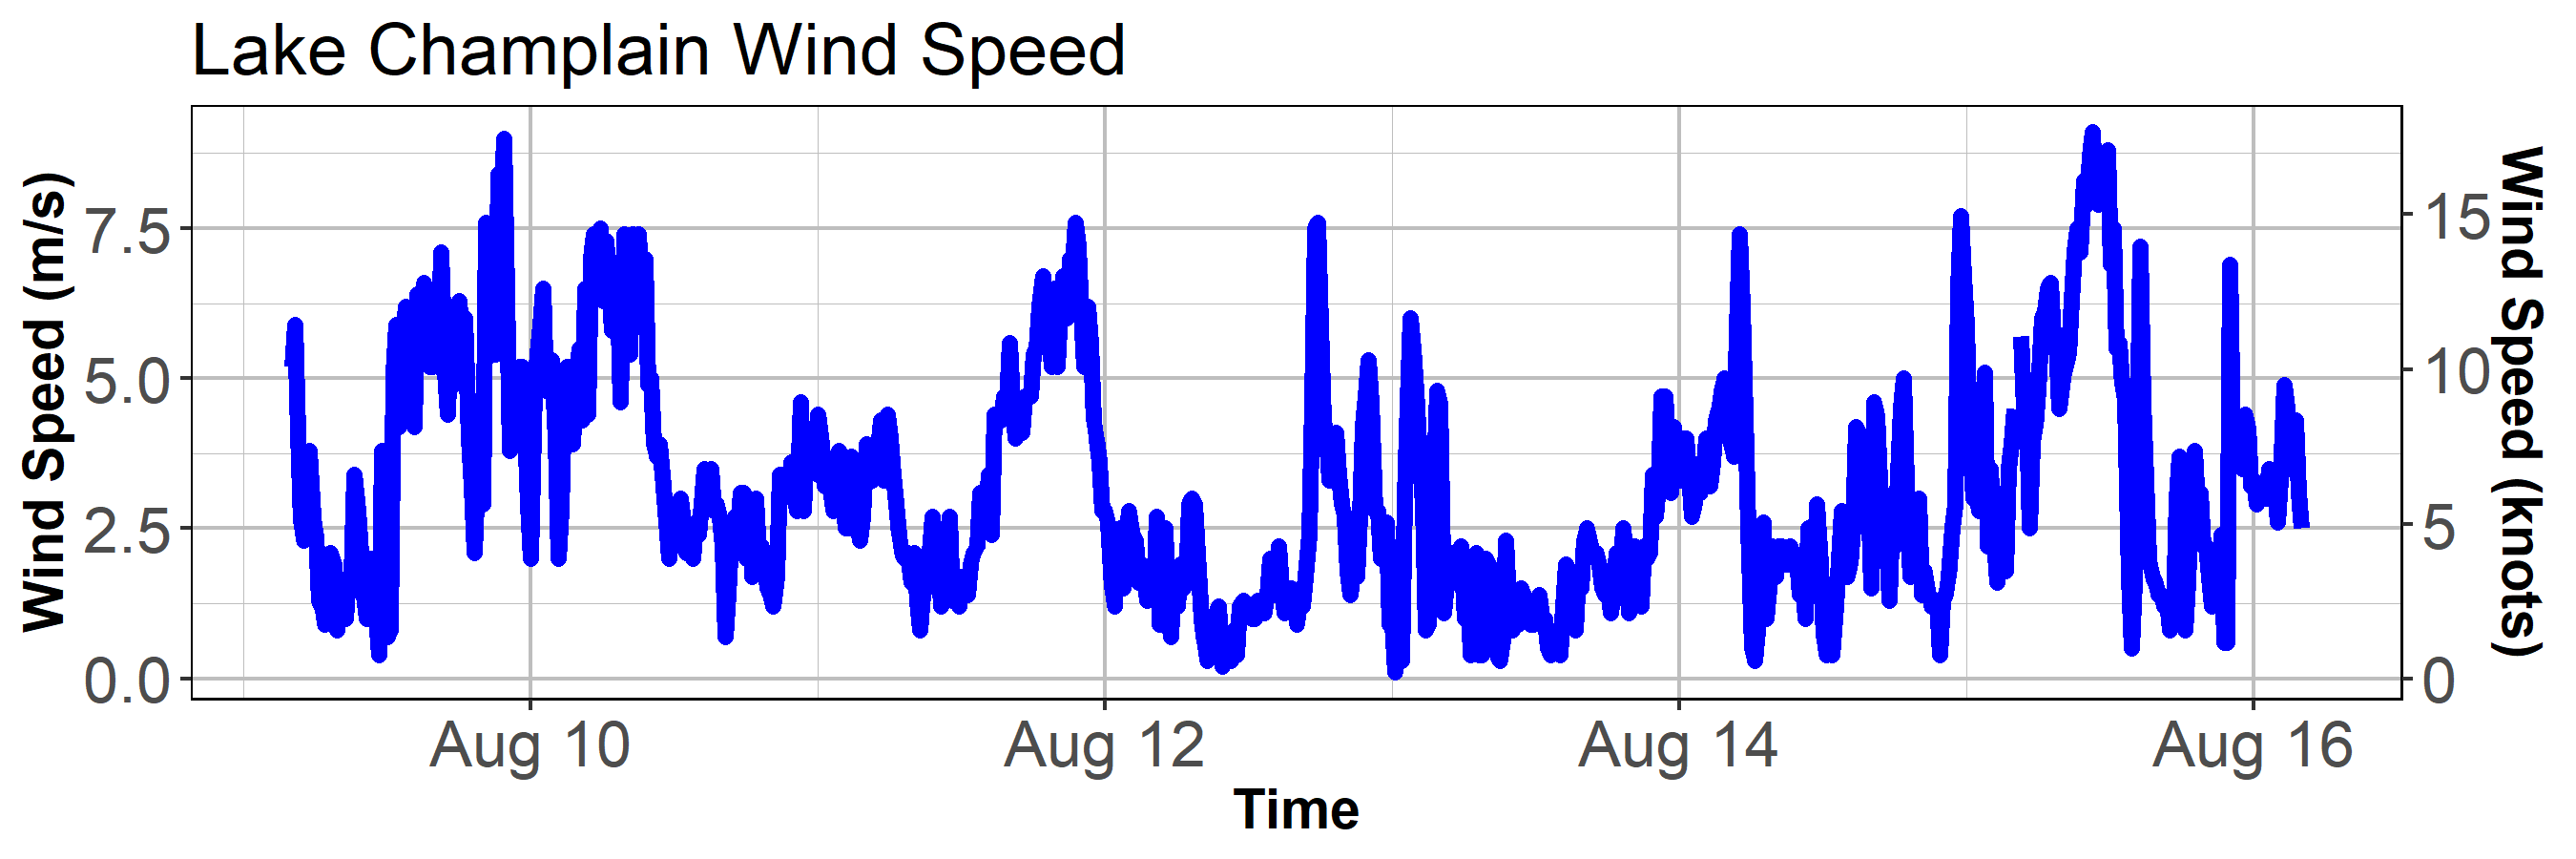 Lake Champlain Wind Speed
Wind Speed (m/s)
7.5
5.0
2.5
0.0
15
10
5
0
Wind Speed (knots)
Aug 10
Aug 12
Aug 14
Aug 16
Time